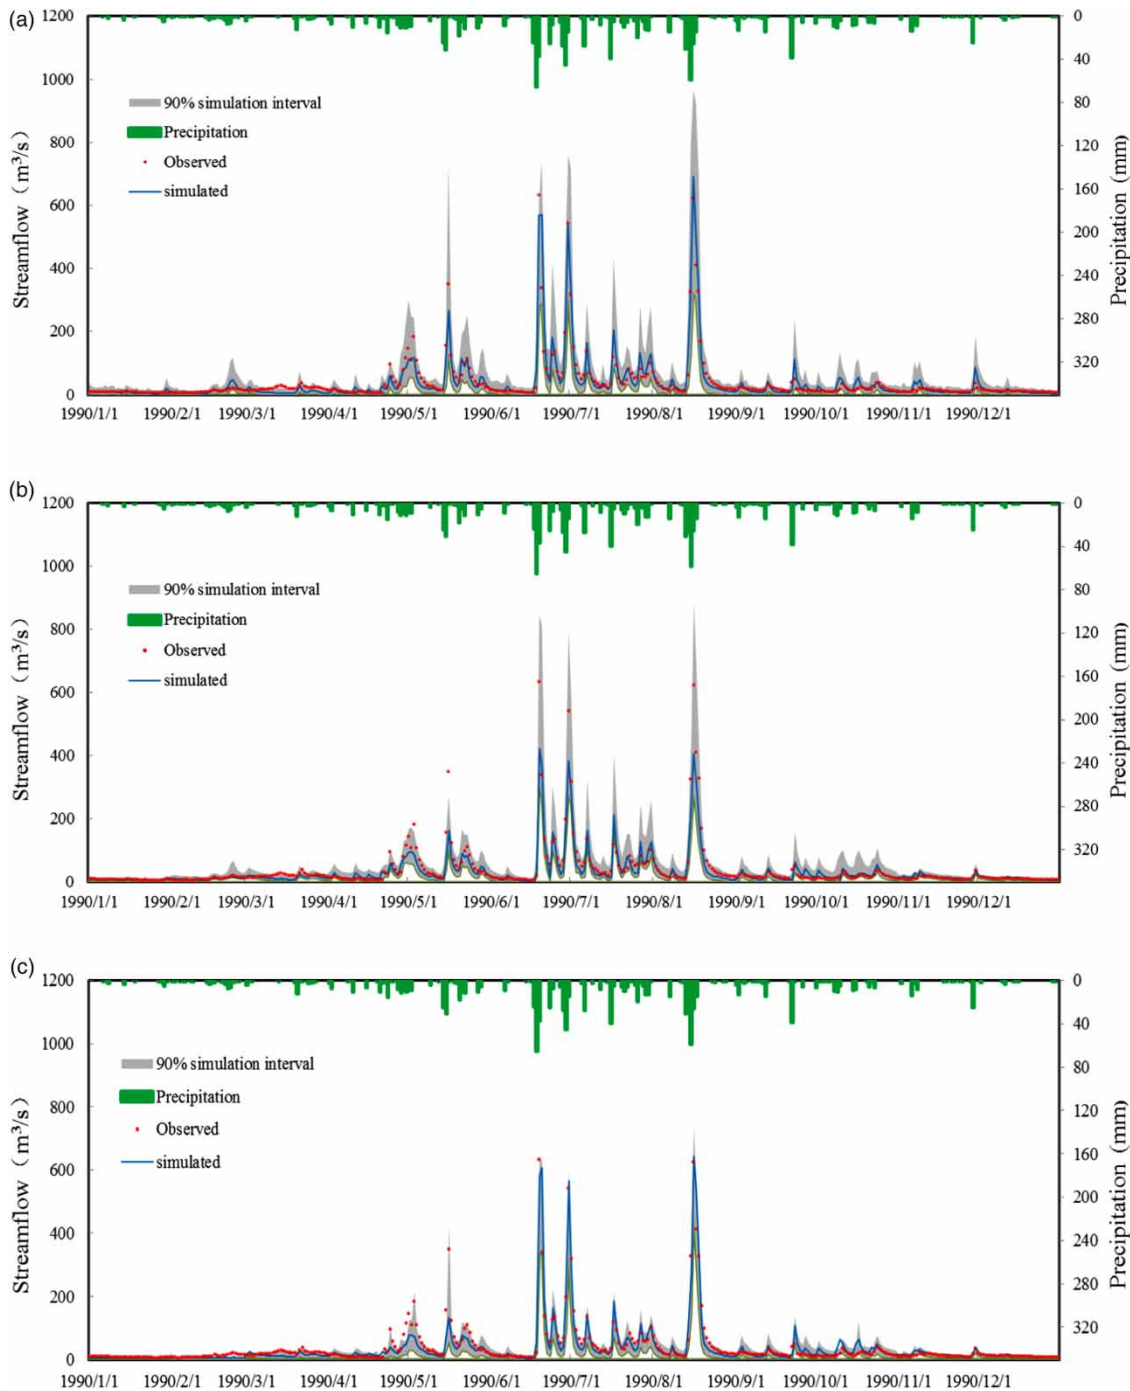 (a)
1200
1000
800
600
400
200
0
Streamflow（m³/s）
90% simulation interval
Precipitation
Observed
simulated
0
40
80
120
160
200
240
280
320
Precipitation (mm)
1990/1/1 1990/2/1 1990/3/1 1990/4/1 1990/5/1 1990/6/1 1990/7/1 1990/8/1 1990/9/1 1990/10/1 1990/11/1 1990/12/1
(b)
1200
1000
800
600
400
200
0
Streamflow（m³/s）
90% simulation interval
Precipitation
Observed
simulated
0
40
80
120
160
200
240
280
320
Precipitation (mm)
1990/1/1 1990/2/1 1990/3/1 1990/4/1 1990/5/1 1990/6/1 1990/7/1 1990/8/1 1990/9/1 1990/10/1 1990/11/1 1990/12/1
(c)
1200
1000
800
600
400
200
0
Streamflow（m³/s）
90% simulation interval
Precipitation
Observed
simulated
0
40
80
120
160
200
240
280
320
Precipitation (mm)
1990/1/1 1990/2/1 1990/3/1 1990/4/1 1990/5/1 1990/6/1 1990/7/1 1990/8/1 1990/9/1 1990/10/1 1990/11/1 1990/12/1